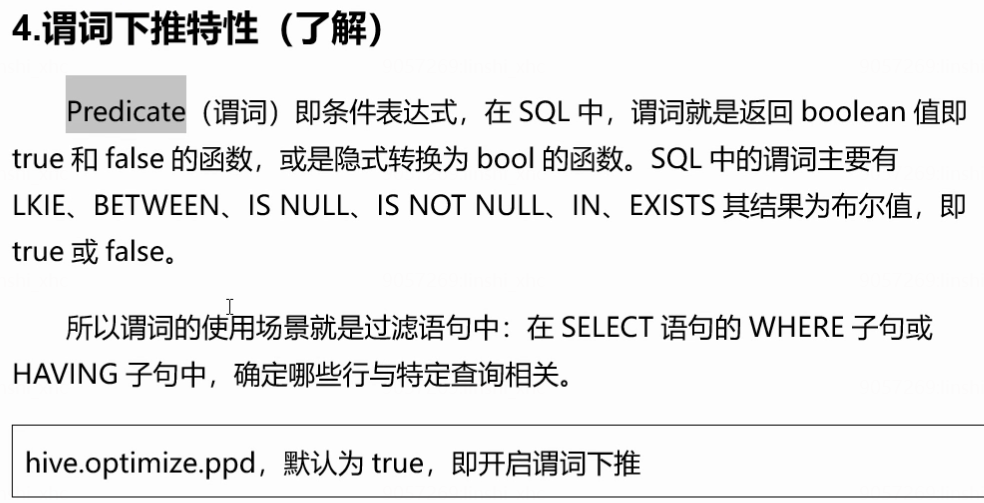 4.谓词下推特性（了解）
Predicate（谓词）即条件表达式，在 SQL 中，谓词就是返回 boolean 值即
true 和 false 的函数，或是隐式转换为 bool 的函数。SQL 中的谓词主要有
LKIE、BETWEEN、IS NULL、IS NOT NULL、IN、EXISTS 其结果为布尔值，即
true 或 false。
所以谓词的使用场景就是过滤语句中：在 SELECT 语句的 WHERE 子句或
HAVING 子句中，确定哪些行与特定查询相关。
hive.optimize.ppd，默认为 true，即开启谓词下推